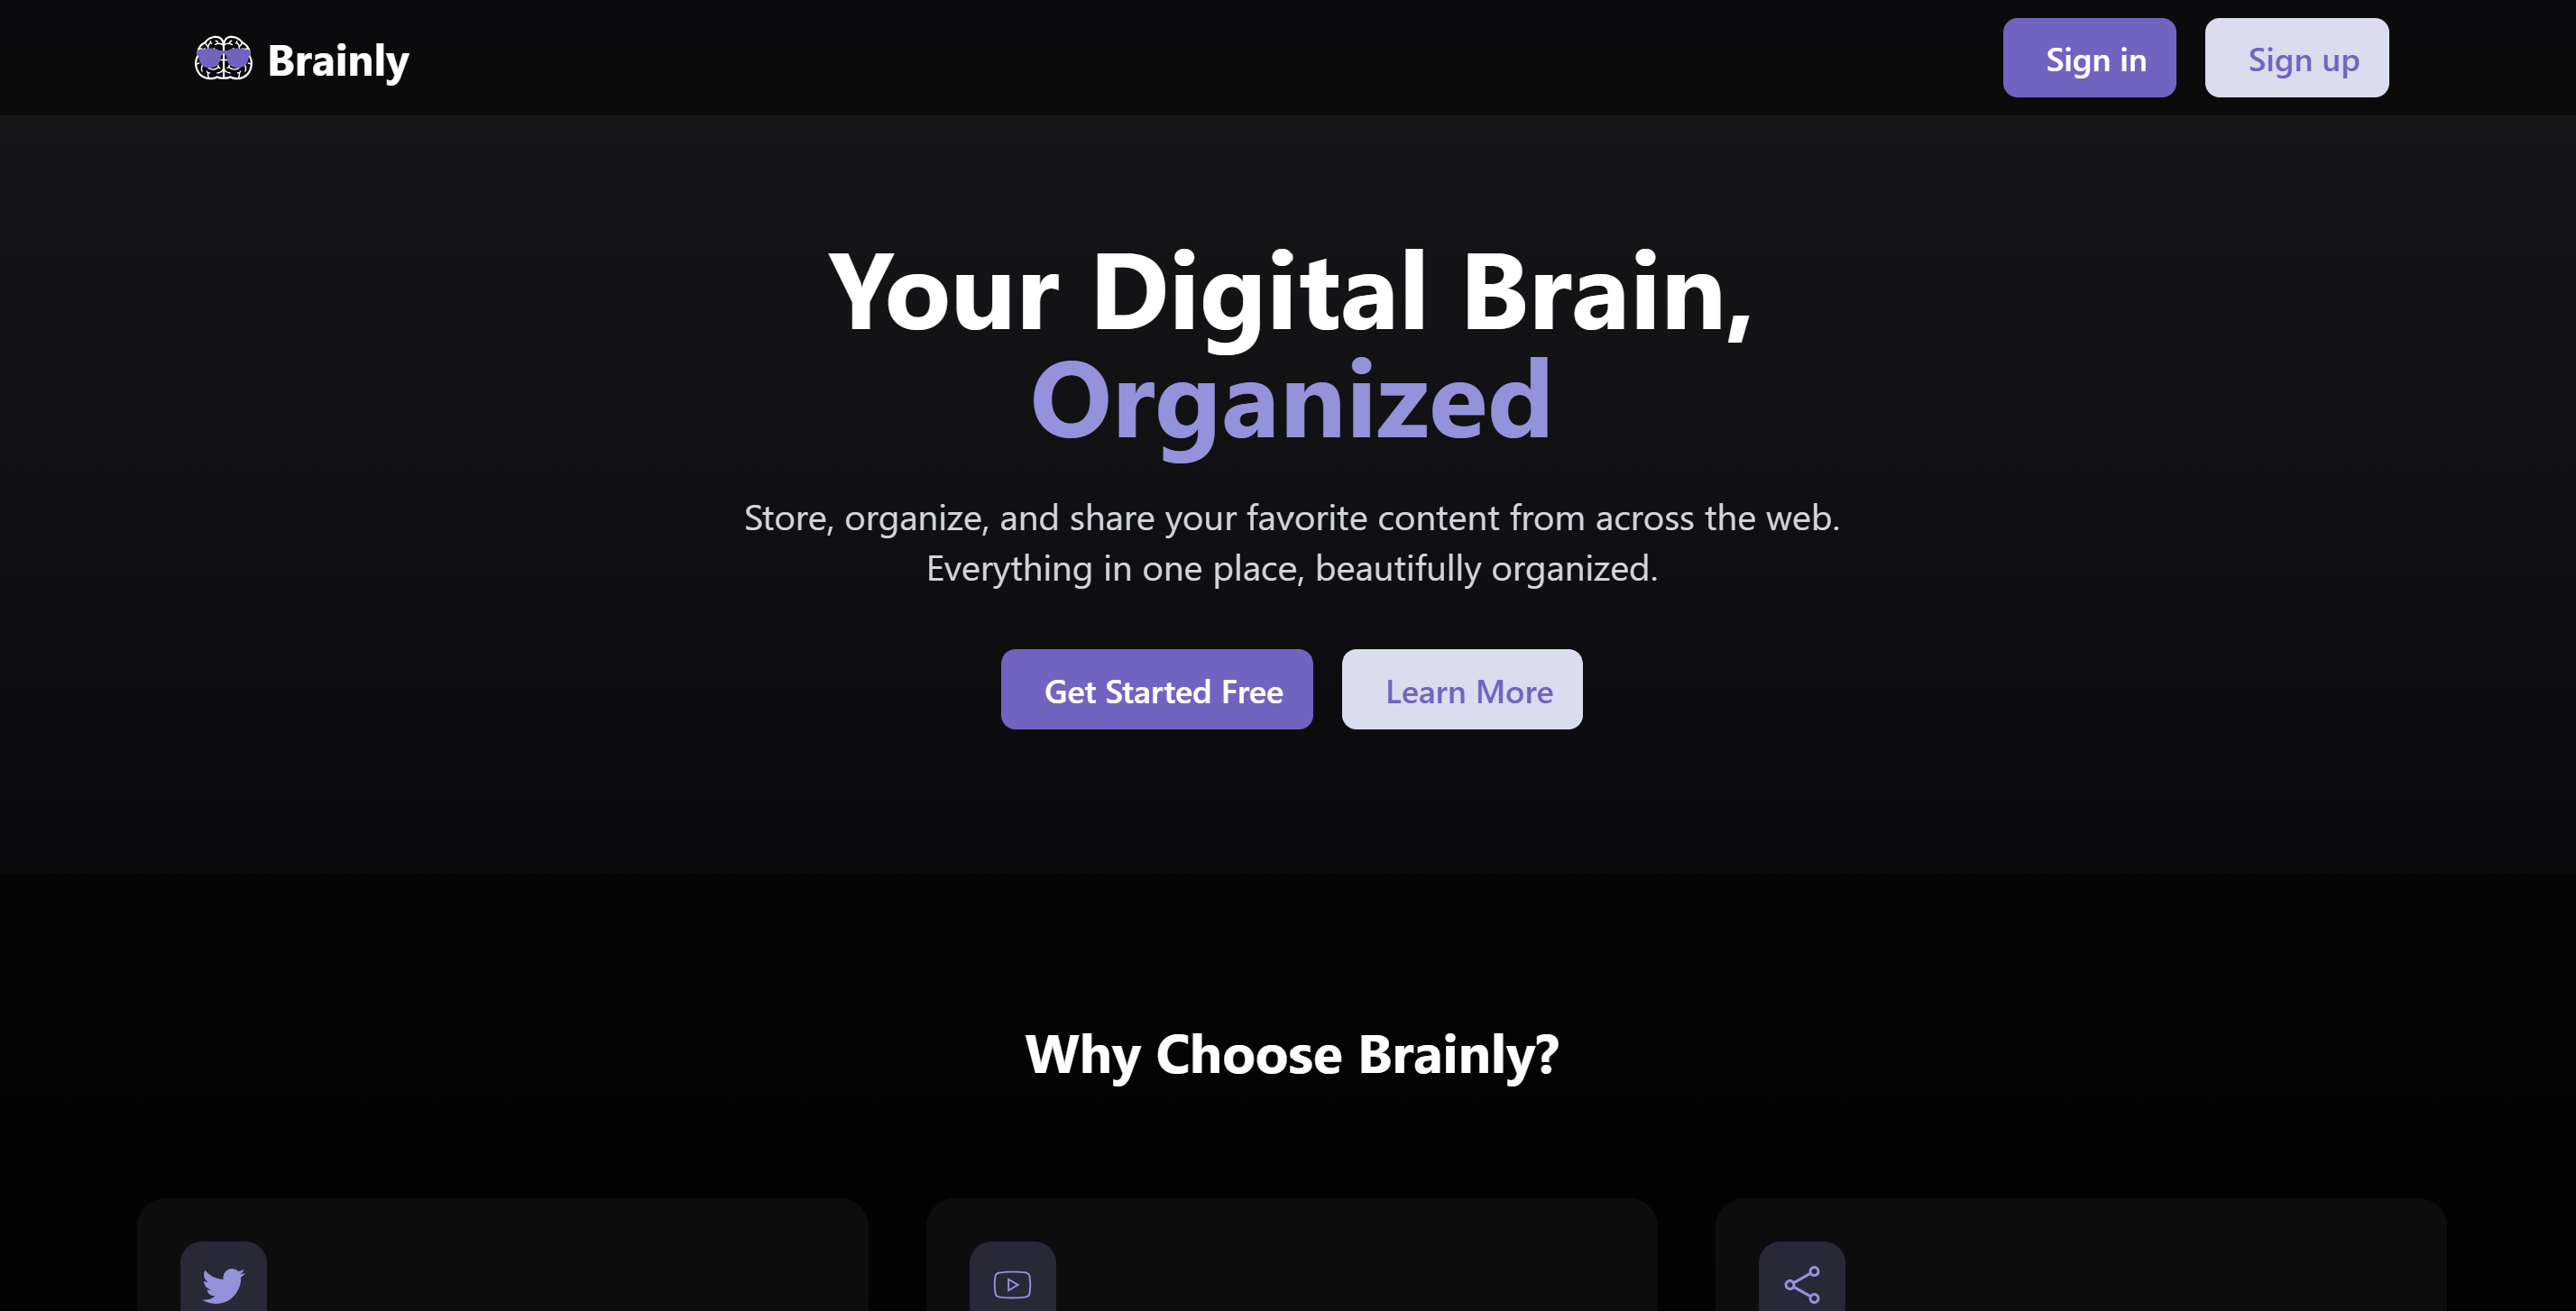 Brainly
Sign in
Sign up
Your Digital Brain,
Organized
Store, organize, and share your favorite content from across the web.
Everything in one place, beautifully organized.
Get Started Free
Learn More
Why Choose Brainly?